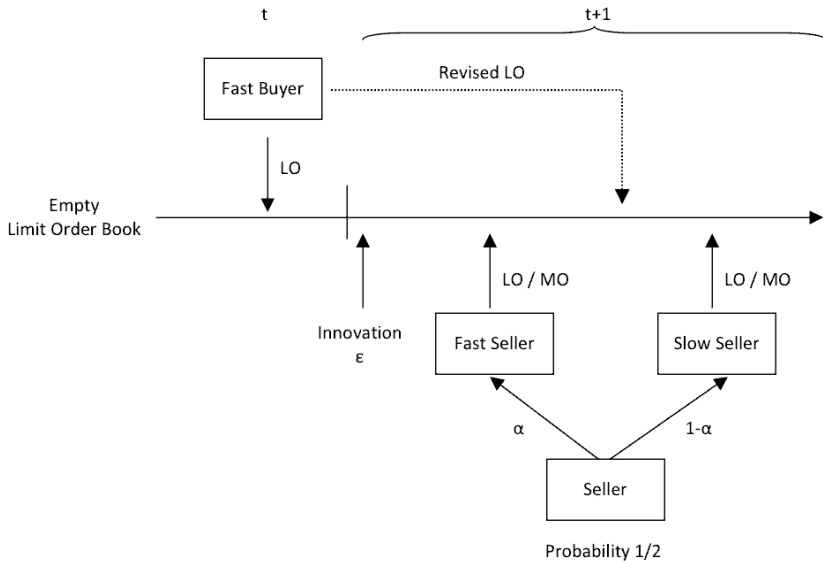 t
t+1
Fast Buyer
Revised LO
LO
Empty
Limit Order Book
LO / MO
LO / MO
Innovation
ε
Fast Seller
Slow Seller
α
1-α
Seller
Probability 1/2